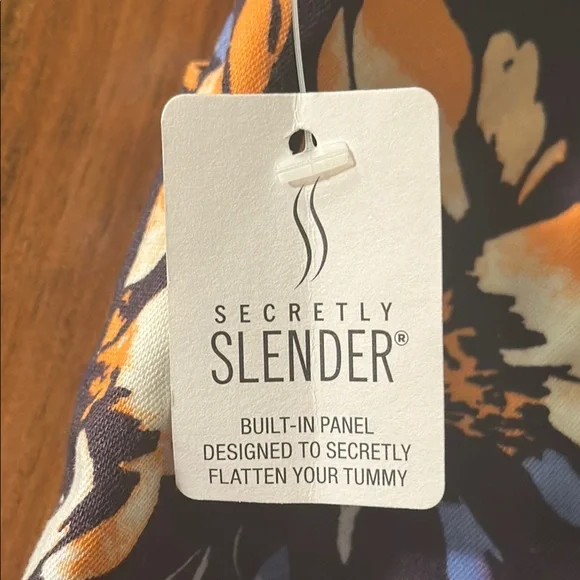 SECRETLY
SLENDER®
BUILT-IN PANEL
DESIGNED TO SECRETLY
FLATTEN YOUR TUMMY